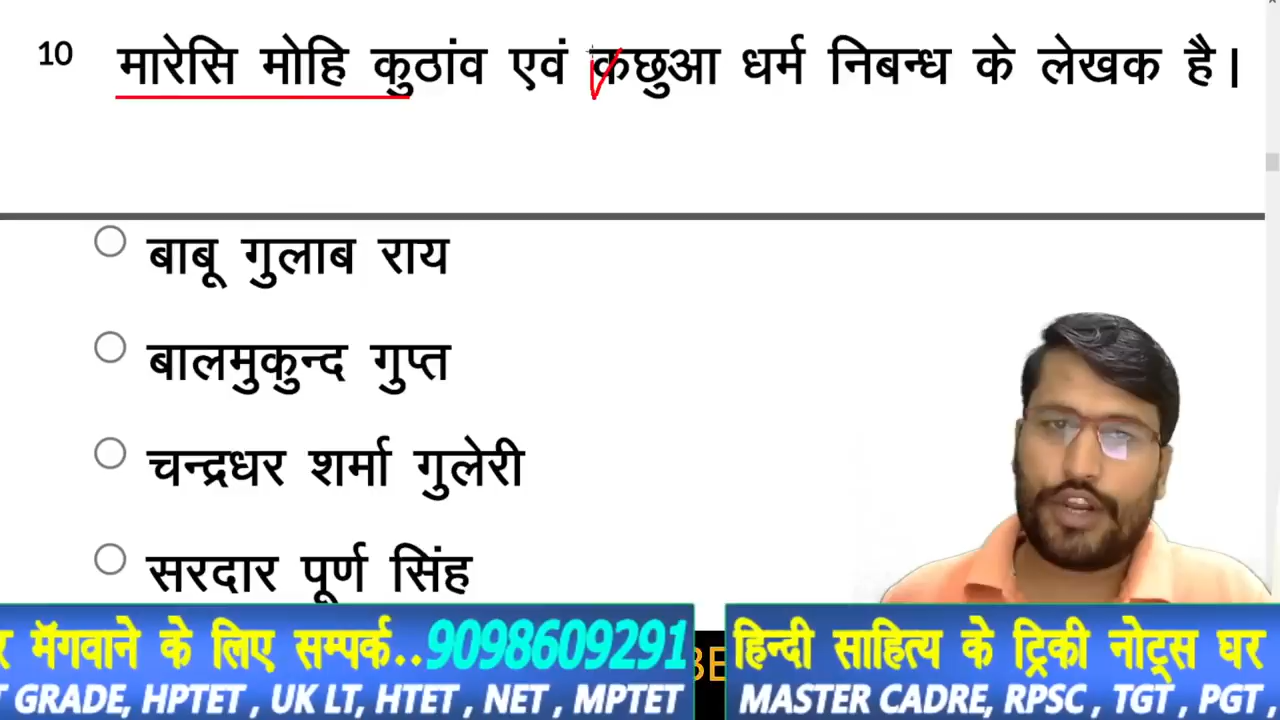 10 मारेसि मोहि कुठांव एवं कछुआ धर्म निबन्ध के लेखक है।
बाबू गुलाब राय
बालमुकुन्द गुप्त
चन्द्रधर शर्मा गुलेरी
सरदार पूर्ण सिंह
र मॅगवाने के लिए सम्पर्क..9098609291
हिन्दी साहित्य के ट्रिकी नोट्स घर
T GRADE, HPTET , UK LT, HTET , NET , MPTET
MASTER CADRE, RPSC , TGT , PGT ,